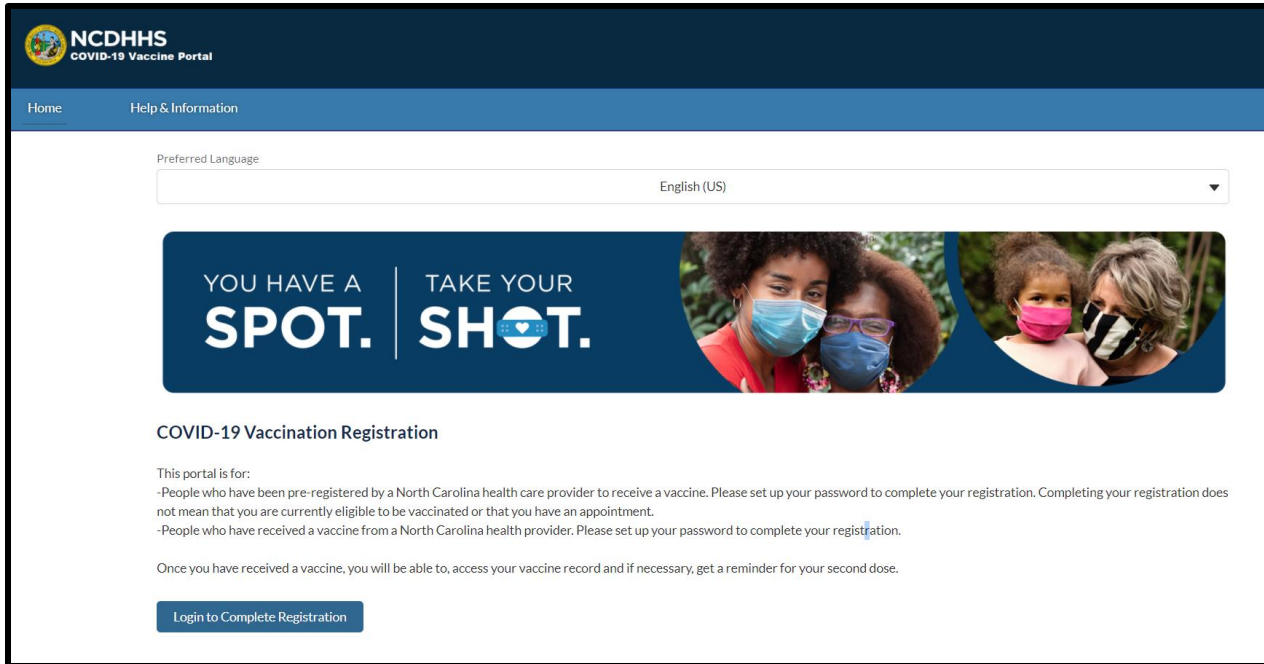 NCDHHS
COVID-19 Vaccine Portal
Home
Help & Information
Preferred Language
English (US)
YOU HAVE A
SPOT.
TAKE YOUR
SHOT.
COVID-19 Vaccination Registration
This portal is for:
-People who have been pre-registered by a North Carolina health care provider to receive a vaccine. Please set up your password to complete your registration. Completing your registration does
not mean that you are currently eligible to be vaccinated or that you have an appointment.
-People who have received a vaccine from a North Carolina health provider. Please set up your password to complete your registration.
Once you have received a vaccine, you will be able to, access your vaccine record and if necessary, get a reminder for your second dose.
Login to Complete Registration